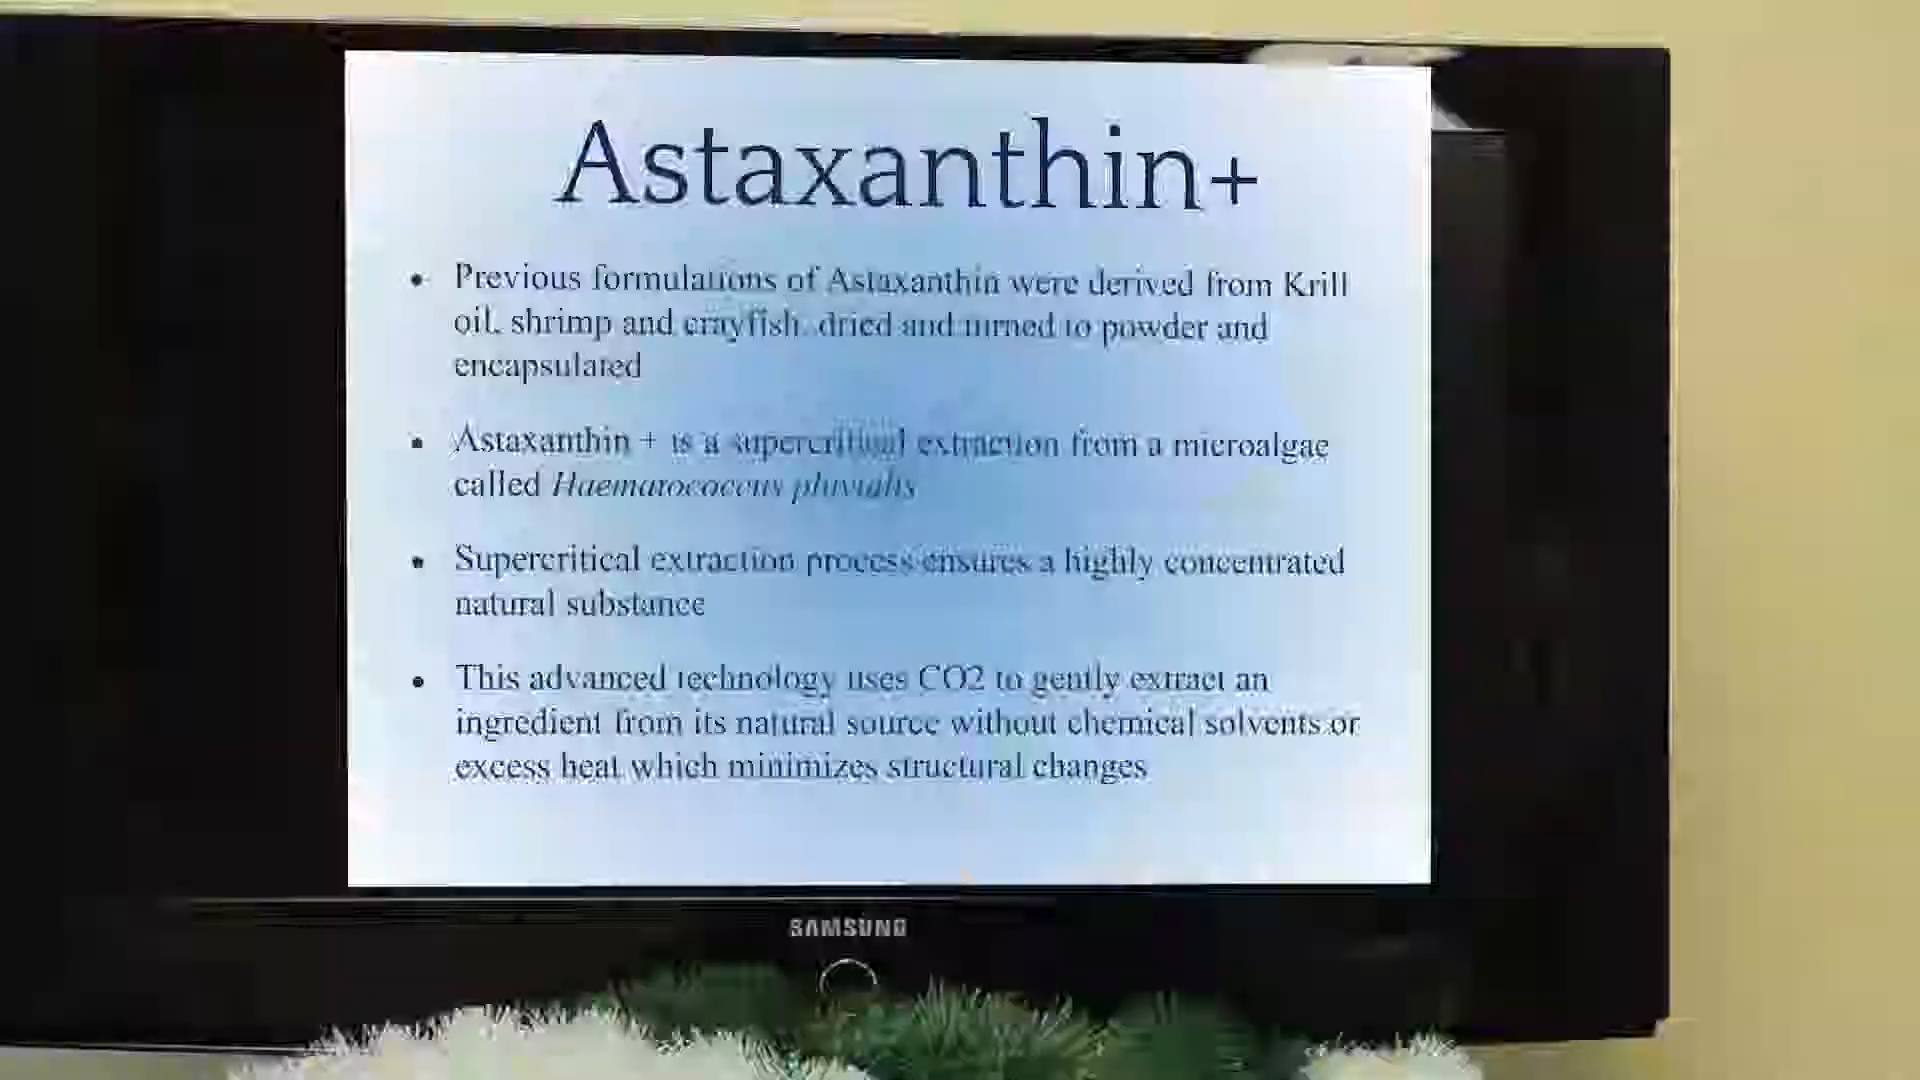 Astaxanthin+
• Previous formulations of Astaxanthin were derived from Krill
oil, shrimp and crayfish, dried and turned to powder and
encapsulated
• Astaxanthin + is a supercritical extraction from a microalgae
called Haematococcus pluvialis
• Supercritical extraction process ensures a highly concentrated
natural substance
• This advanced technology uses CO2 to gently extract an
ingredient from its natural source without chemical solvents or
excess heat which minimizes structural changes
SAMSUNG